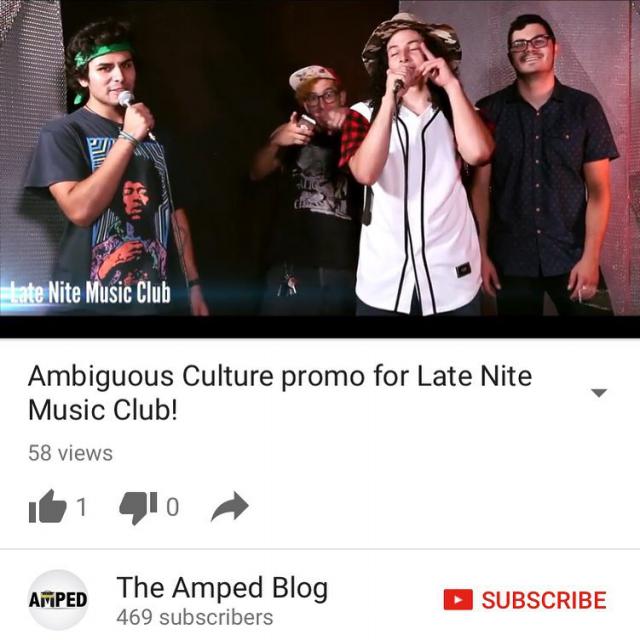 Late Nite Music Club
Ambiguous Culture promo for Late Nite
Music Club!
58 views
1
0
AMPED
The Amped Blog
469 subscribers
SUBSCRIBE